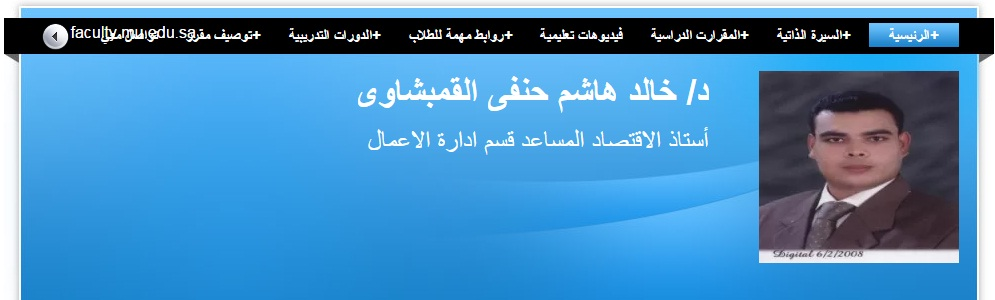 +الرئيسية
+السيرة الذاتية
+المقرارت الدراسية
فيديوهات تعليمية
+روابط مهمة للطلاب
+الدورات التدريبية
+توصيف مقرر
faculty.mu.edu.sa
د/ خالد هاشم حنفى القمبشاوى
أستاذ الاقتصاد المساعد قسم ادارة الاعمال
Digital 6/2/2008